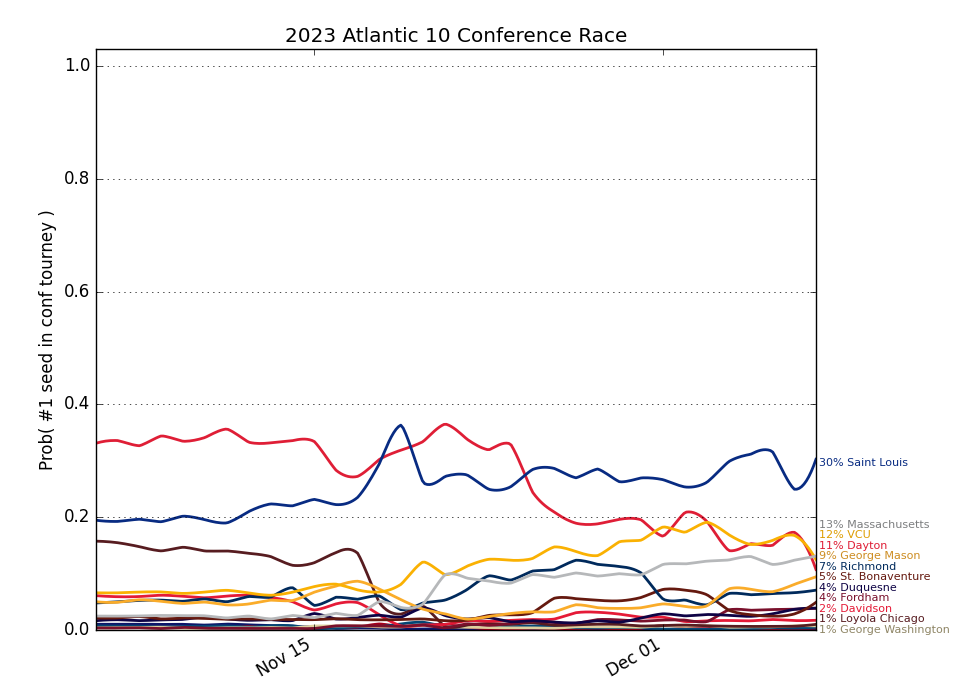 2023 Atlantic 10 Conference Race
Prob( #1 seed in conf tourney )
1.0
0.8
0.6
0.4
0.2
0.0
Nov 15
Dec 01
30% Saint Louis
13% Massachusetts
12% VCU
11% Dayton
9% George Mason
7% Richmond
5% St. Bonaventure
4% Duquesne
4% Fordham
2% Davidson
1% Loyola Chicago
1% George Washington